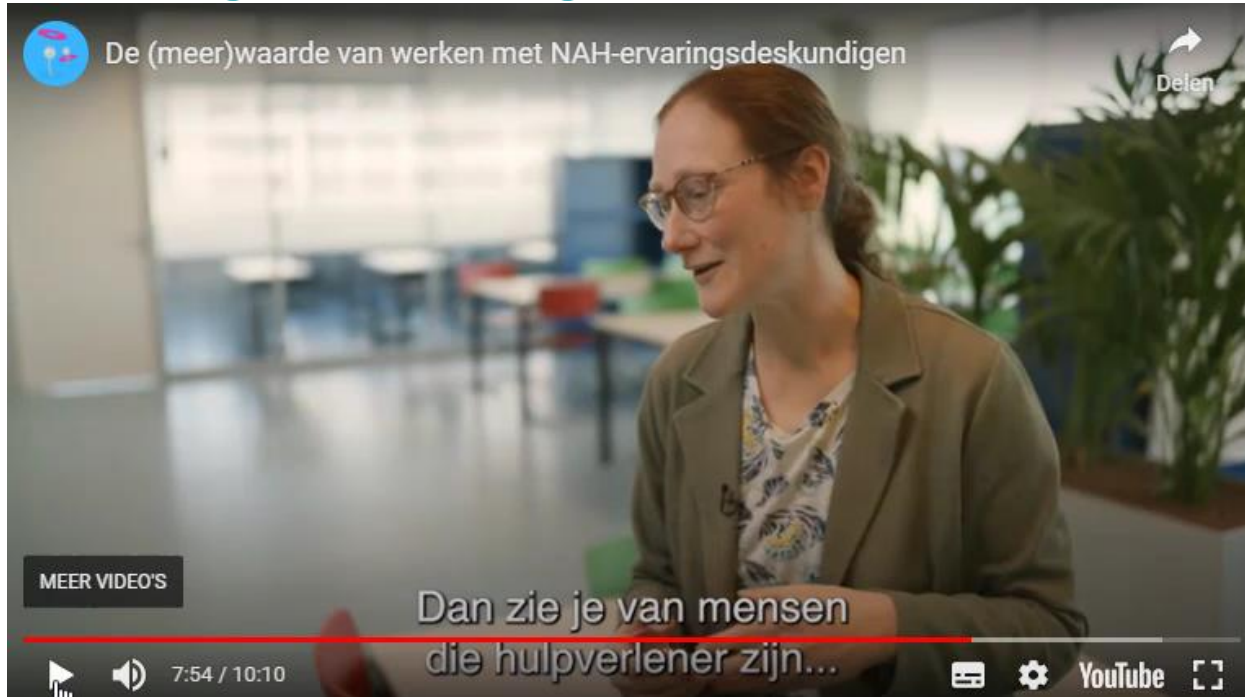 De (meer)waarde van werken met NAH-ervaringsdeskundigen
Delen
MEER VIDEO'S
Dan zie je van mensen
die hulpverlener zijn...
7:54 / 10:10
YouTube